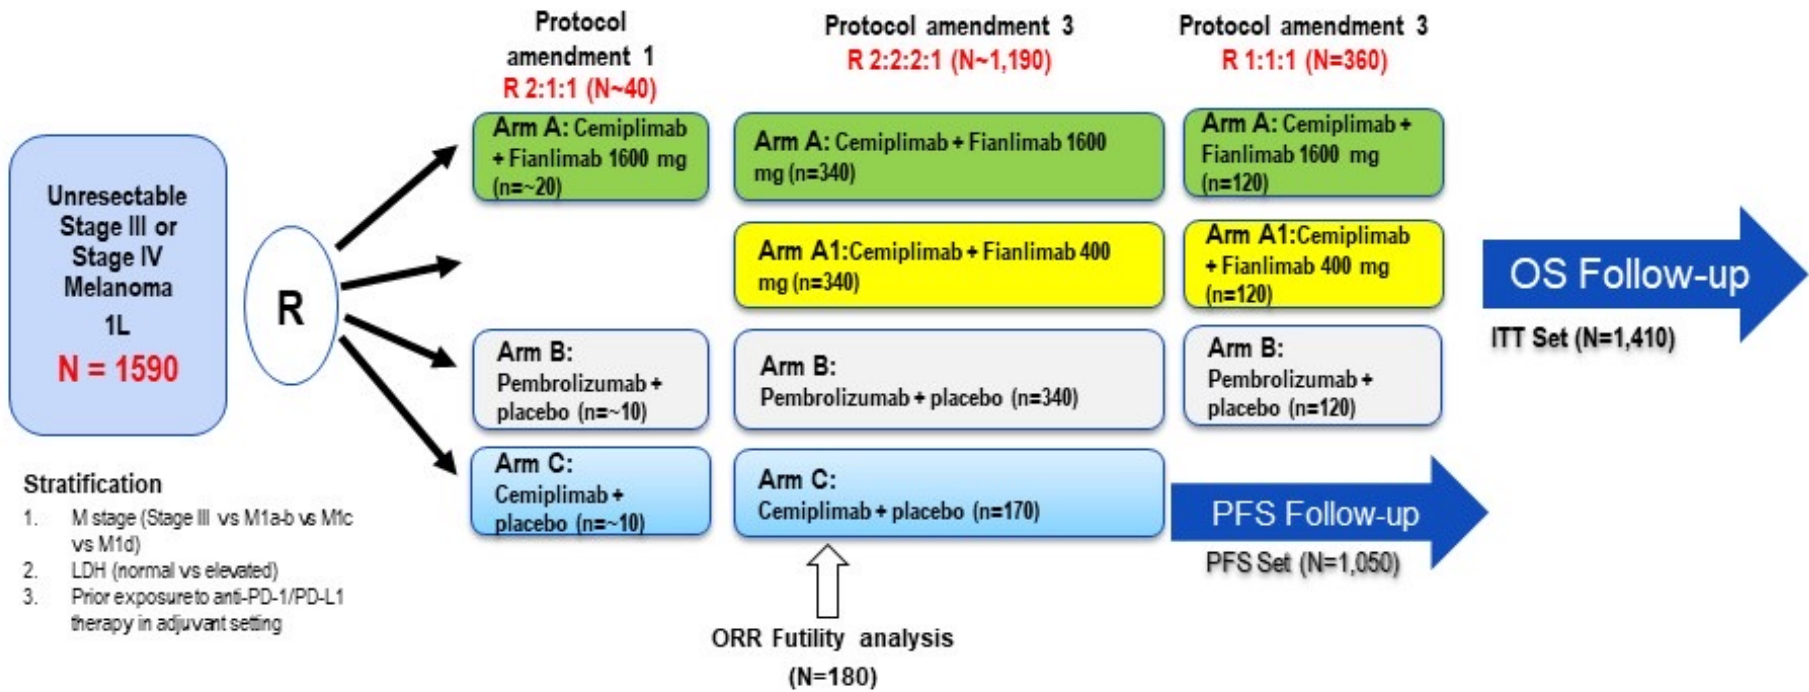 Protocol
amendment 1
R 2:1:1 (N~40)
Protocol amendment 3
R 2:2:2:1 (N~1,190)
Protocol amendment 3
R 1:1:1 (N=360)
Unresectable
Stage III or
Stage IV
Melanoma
1L
N = 1590
R
Arm A: Cemiplimab
+ Fianlimab 1600 mg
(n=~20)
Arm A: Cemiplimab + Fianlimab 1600
mg (n=340)
Arm A: Cemiplimab +
Fianlimab 1600 mg
(n=120)
Arm A1:Cemiplimab + Fianlimab 400
mg (n=340)
Arm A1:Cemiplimab
+ Fianlimab 400 mg
(n=120)
OS Follow-up
ITT Set (N=1,410)
Arm B:
Pembrolizumab +
placebo (n=~10)
Arm B:
Pembrolizumab + placebo (n=340)
Arm B:
Pembrolizumab +
placebo (n=120)
Arm C:
Cemiplimab +
placebo (n=~10)
Arm C:
Cemiplimab + placebo (n=170)
PFS Follow-up
PFS Set (N=1,050)
Stratification
1. M stage (Stage III vs M1a-b vs M1c
vs M1d)
2. LDH (normal vs elevated)
3. Prior exposure to anti-PD-1/PD-L1
therapy in adjuvant setting
ORR Futility analysis
(N=180)